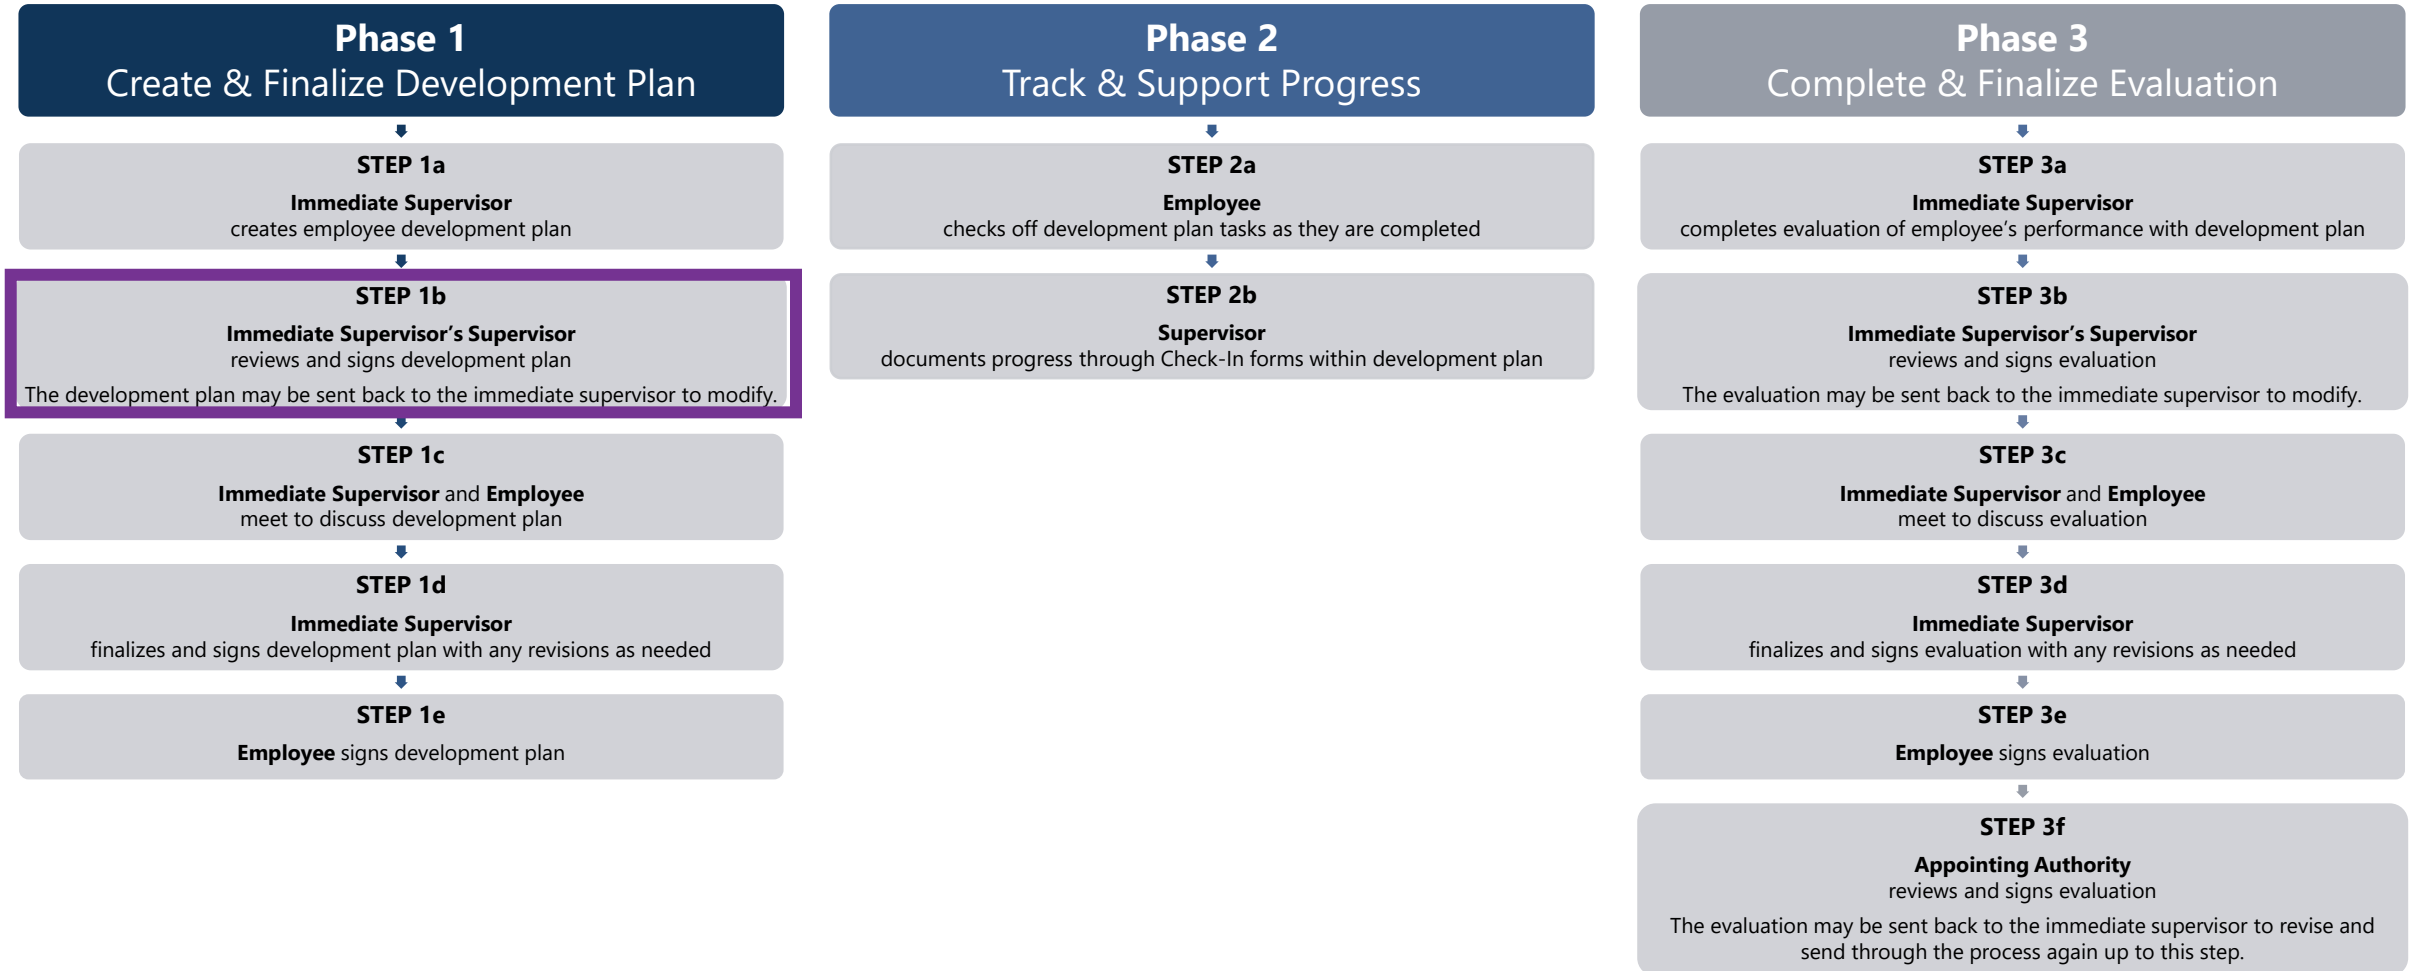 Phase 1
Create & Finalize Development Plan
STEP 1a
Immediate Supervisor
creates employee development plan
STEP 1b
Immediate Supervisor’s Supervisor
reviews and signs development plan
The development plan may be sent back to the immediate supervisor to modify.
STEP 1c
Immediate Supervisor and Employee
meet to discuss development plan
STEP 1d
Immediate Supervisor
finalizes and signs development plan with any revisions as needed
STEP 1e
Employee signs development plan
Phase 2
Track & Support Progress
STEP 2a
Employee
checks off development plan tasks as they are completed
STEP 2b
Supervisor
documents progress through Check-In forms within development plan
Phase 3
Complete & Finalize Evaluation
STEP 3a
Immediate Supervisor
completes evaluation of employee’s performance with development plan
STEP 3b
Immediate Supervisor’s Supervisor
reviews and signs evaluation
The evaluation may be sent back to the immediate supervisor to modify.
STEP 3c
Immediate Supervisor and Employee
meet to discuss evaluation
STEP 3d
Immediate Supervisor
finalizes and signs evaluation with any revisions as needed
STEP 3e
Employee signs evaluation
STEP 3f
Appointing Authority
reviews and signs evaluation
The evaluation may be sent back to the immediate supervisor to revise and
send through the process again up to this step.